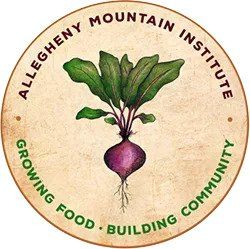 ALLEGHENY MOUNTAIN INSTITUTE
GROWING FOOD · BUILDING COMMUNITY